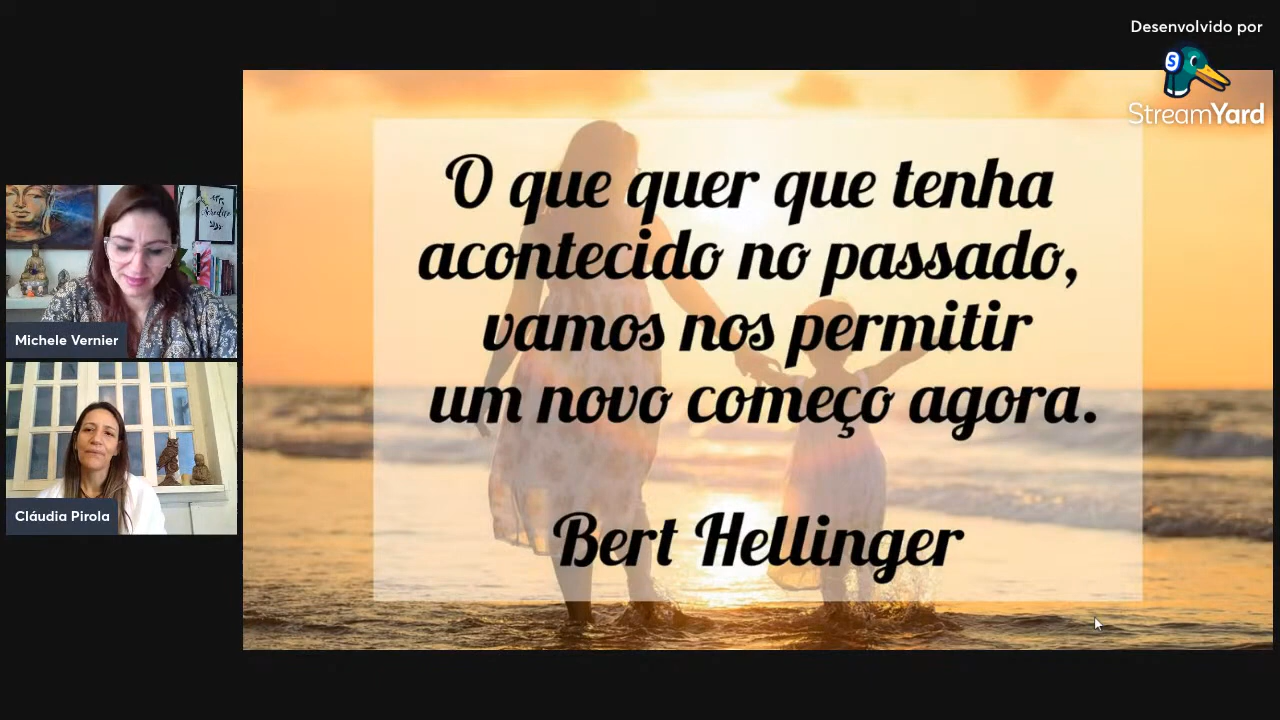 Desenvolvido por
StreamYard
O que quer que tenha
acontecido no passado,
vamos nos permitir
um novo começo agora.
Bert Hellinger
Michele Vernier
Cláudia Pirola